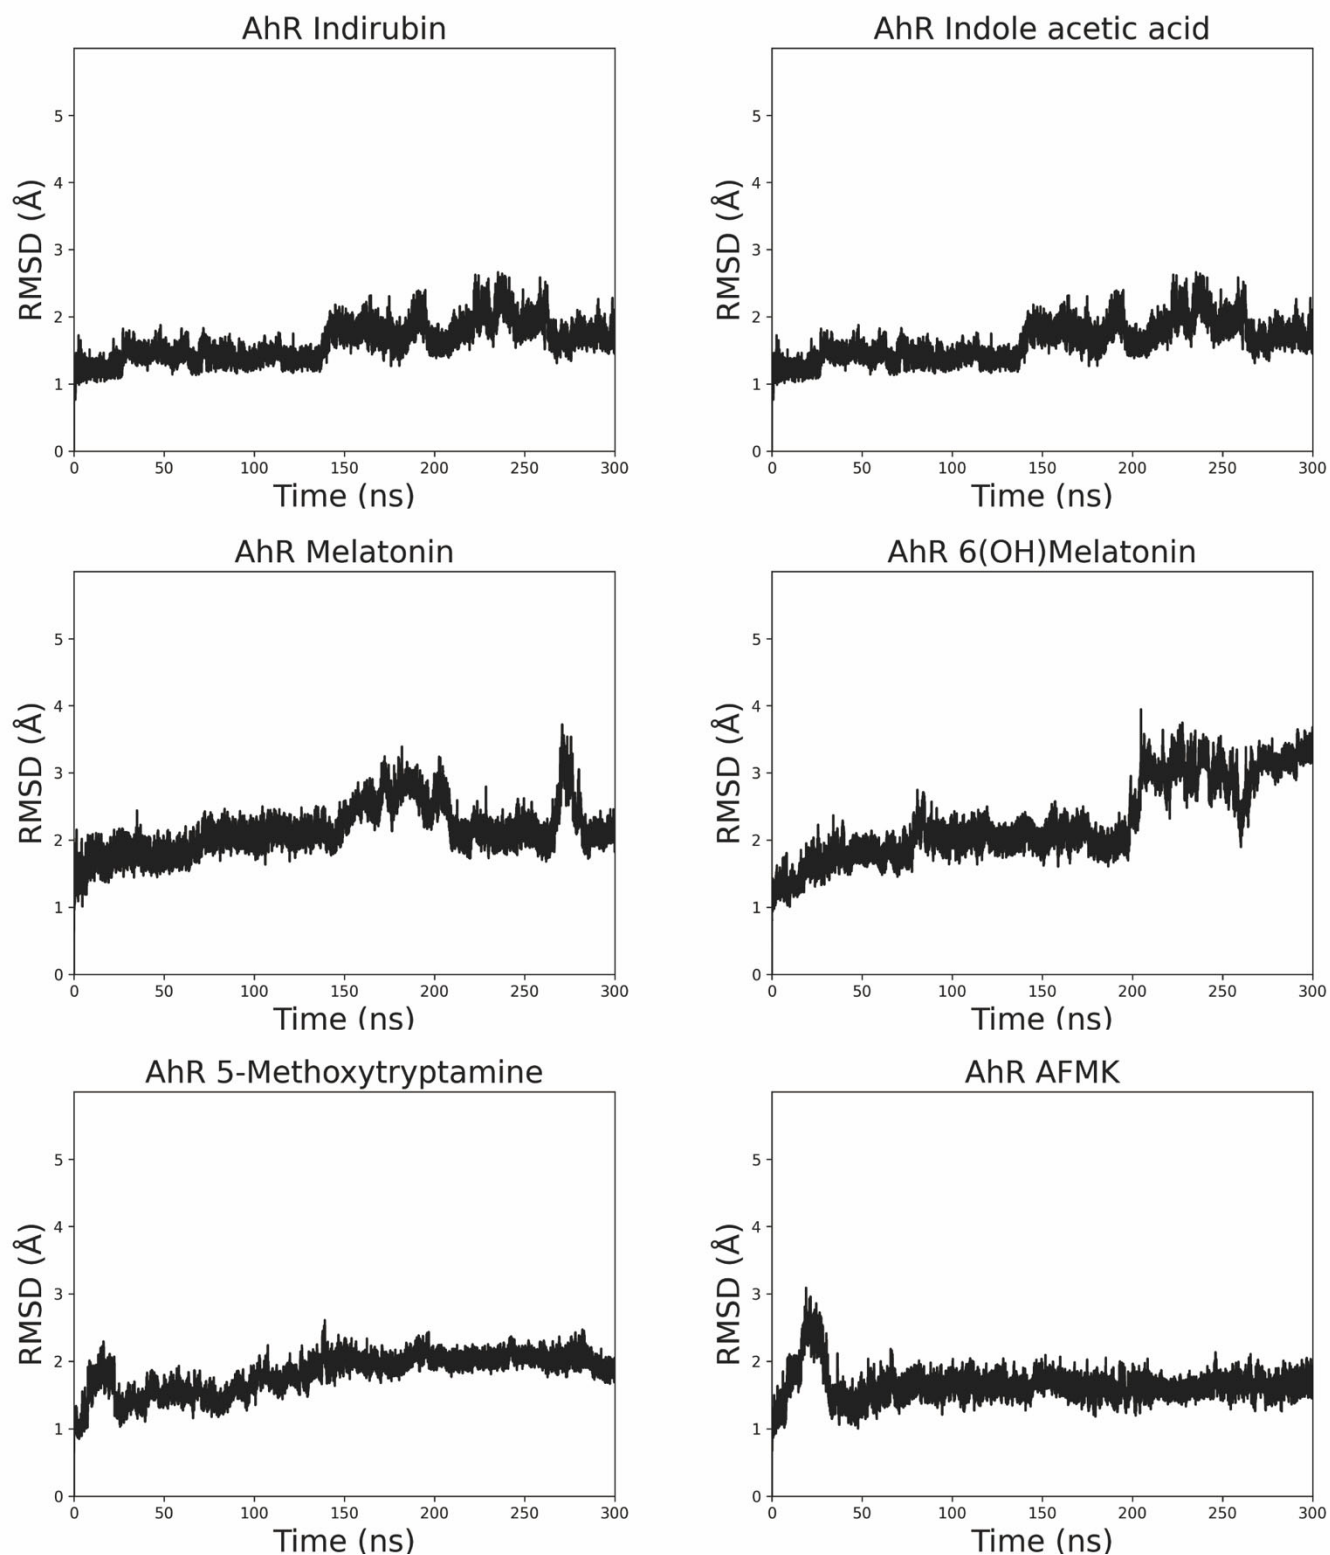 AhR Indirubin
RMSD (Å)
5
4
3
2
1
0
0 50 100 150 200 250 300
Time (ns)
AhR Indole acetic acid
RMSD (Å)
5
4
3
2
1
0
0 50 100 150 200 250 300
Time (ns)
AhR Melatonin
RMSD (Å)
5
4
3
2
1
0
0 50 100 150 200 250 300
Time (ns)
AhR 6(OH)Melatonin
RMSD (Å)
5
4
3
2
1
0
0 50 100 150 200 250 300
Time (ns)
AhR 5-Methoxytryptamine
RMSD (Å)
5
4
3
2
1
0
0 50 100 150 200 250 300
Time (ns)
AhR AFMK
RMSD (Å)
5
4
3
2
1
0
0 50 100 150 200 250 300
Time (ns)